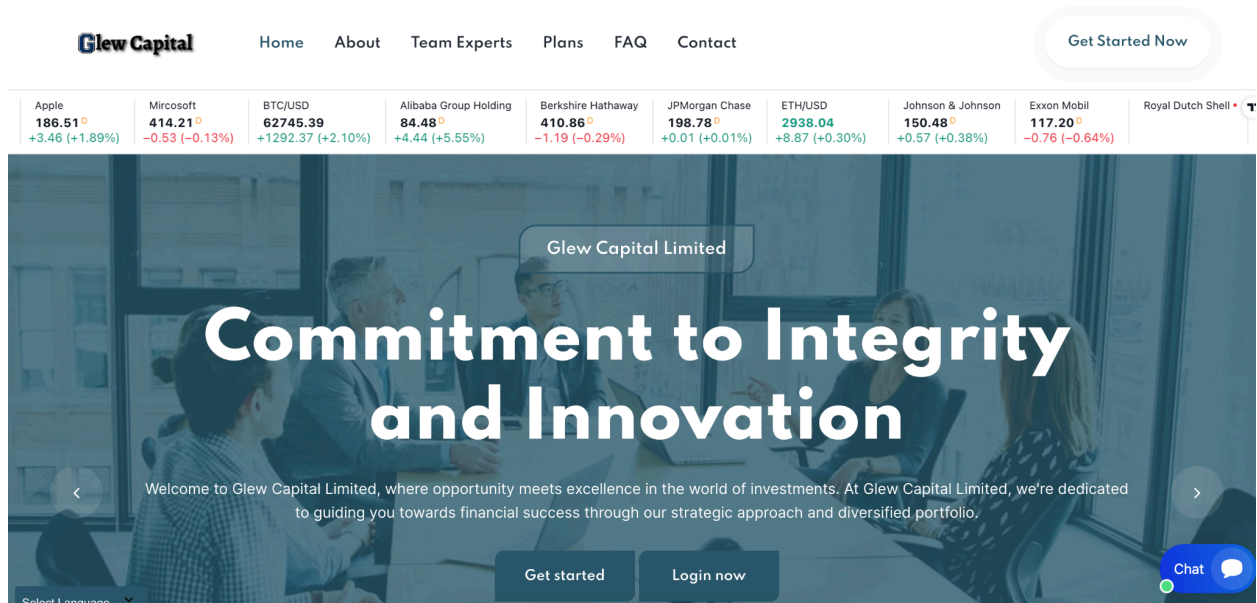 Glew Capital
Home About Team Experts Plans FAQ Contact
Get Started Now
Apple
186.51 D
+3.46 (+1.89%)
Mircosoft
414.21 D
−0.53 (−0.13%)
BTC/USD
62745.39
+1292.37 (+2.10%)
Alibaba Group Holding
84.48 D
+4.44 (+5.55%)
Berkshire Hathaway
410.86 D
−1.19 (−0.29%)
JPMorgan Chase
198.78 D
+0.01 (+0.01%)
ETH/USD
2938.04
+8.87 (+0.30%)
Johnson & Johnson
150.48 D
+0.57 (+0.38%)
Exxon Mobil
117.20 D
−0.76 (−0.64%)
Royal Dutch Shell
Glew Capital Limited
Commitment to Integrity
and Innovation
Welcome to Glew Capital Limited, where opportunity meets excellence in the world of investments. At Glew Capital Limited, we're dedicated
to guiding you towards financial success through our strategic approach and diversified portfolio.
Get started
Login now
Chat
Select Language